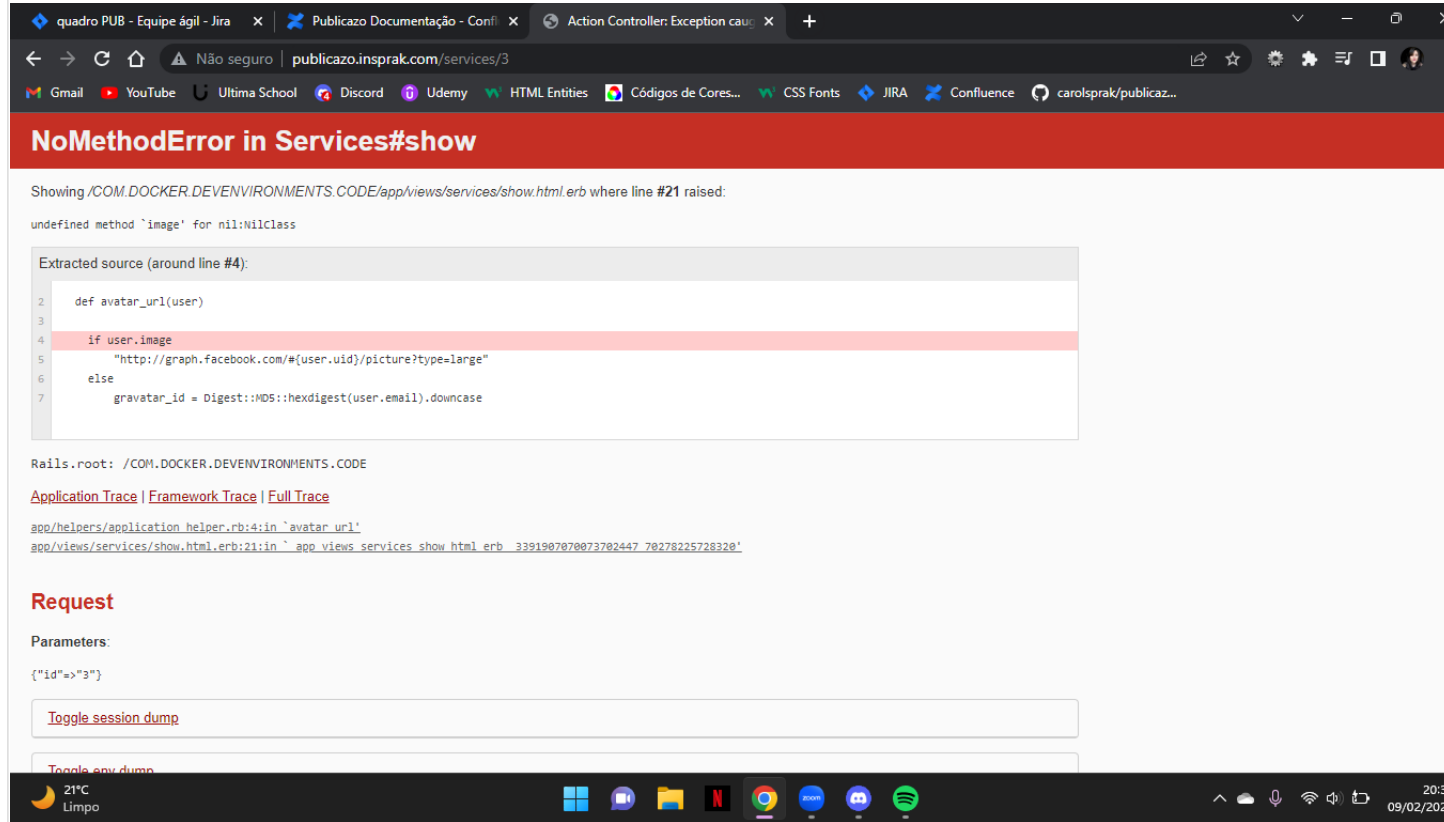 quadro PUB - Equipe ágil - Jira
Publicazo Documentação - Confl
Action Controller: Exception caug
Não seguro | publicazo.insprak.com/services/3
Gmail YouTube Ultima School Discord Udemy HTML Entities Códigos de Cores... CSS Fonts JIRA Confluence carolsprak/publicaz...
NoMethodError in Services#show
Showing /COM.DOCKER.DEVENVIRONMENTS.CODE/app/views/services/show.html.erb where line #21 raised:
undefined method `image' for nil:NilClass
Extracted source (around line #4):
2 def avatar_url(user)
3
4 if user.image
5 "http://graph.facebook.com/#{user.uid}/picture?type=large"
6 else
7 gravatar_id = Digest::MD5::hexdigest(user.email).downcase
Rails.root: /COM.DOCKER.DEVENVIRONMENTS.CODE
Application Trace | Framework Trace | Full Trace
app/helpers/application_helper.rb:4:in `avatar_url'
app/views/services/show.html.erb:21:in `_app_views_services_show_html_erb__3391907070073702447_70278225728320'
Request
Parameters:
{"id"=>"3"}
Toggle session dump
Toggle env dump
21°C
Limpo
zoom
20:3
09/02/202